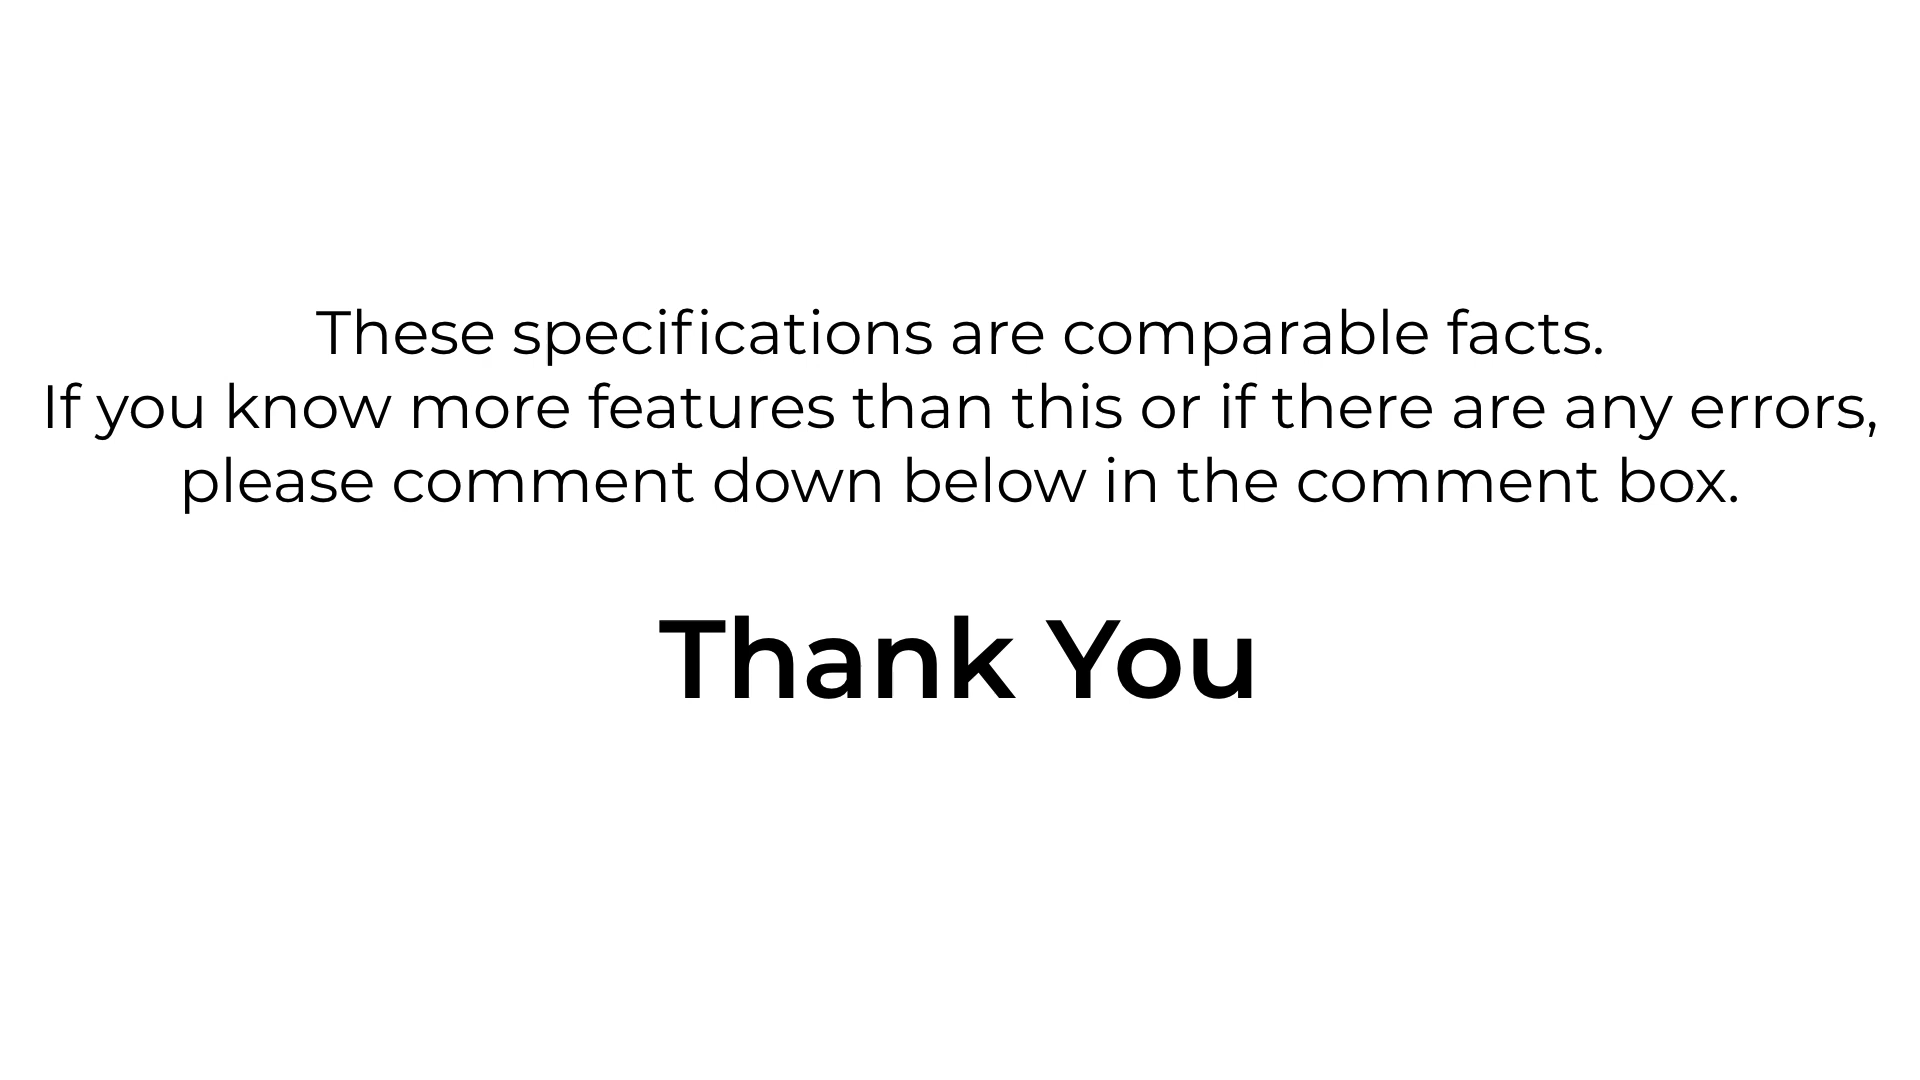 These specifications are comparable facts.
If you know more features than this or if there are any errors,
please comment down below in the comment box.
Thank You